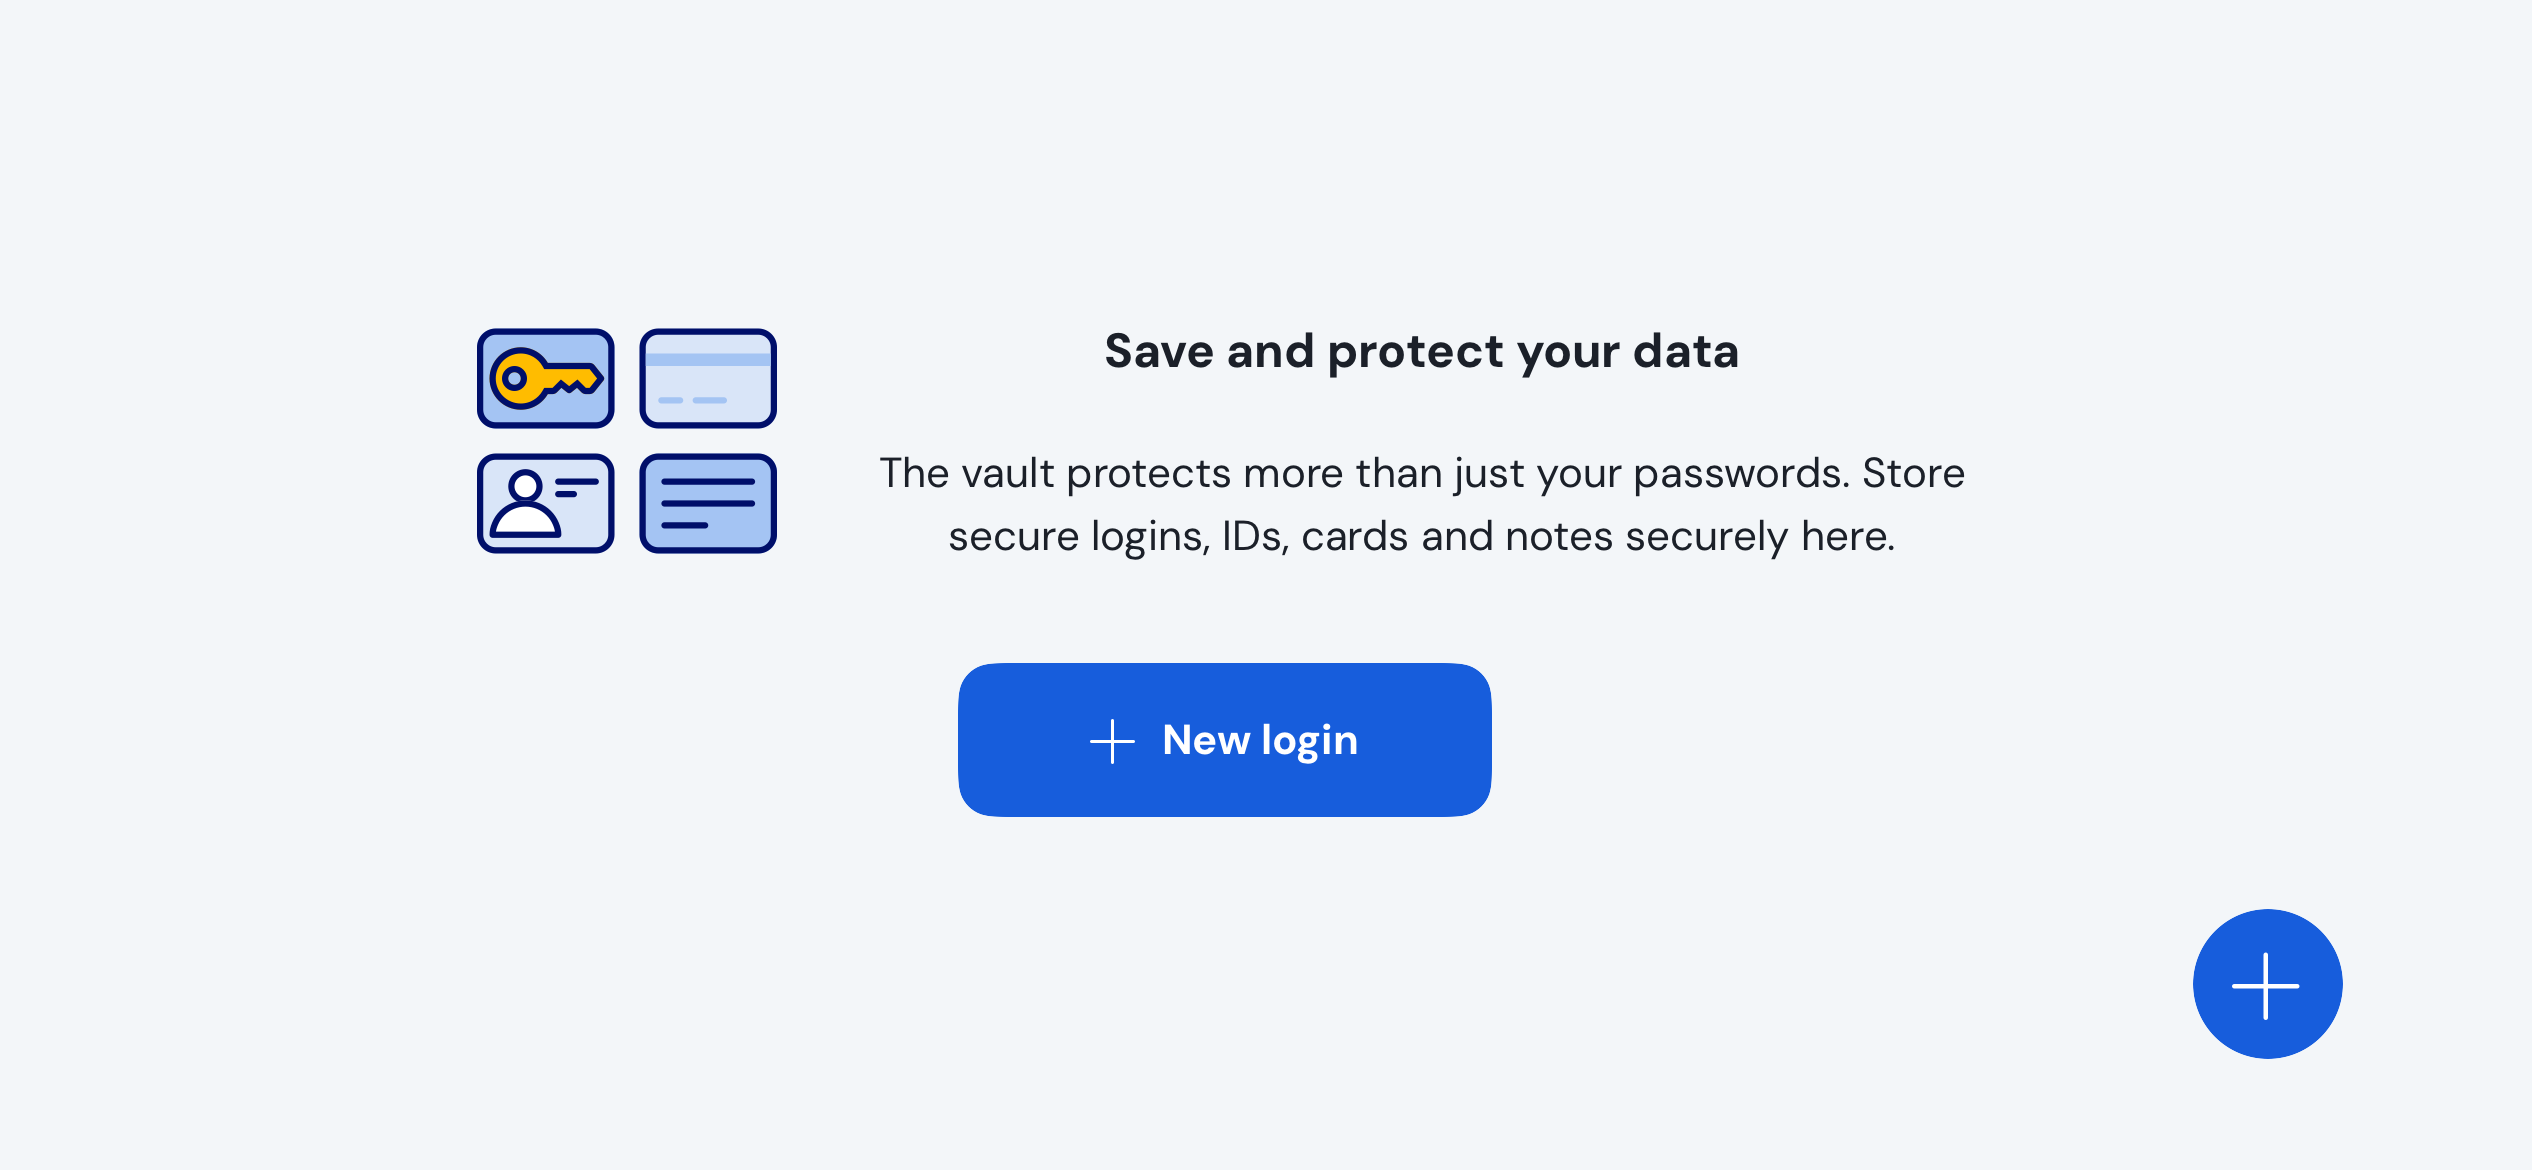 Save and protect your data
The vault protects more than just your passwords. Store
secure logins, IDs, cards and notes securely here.
New login